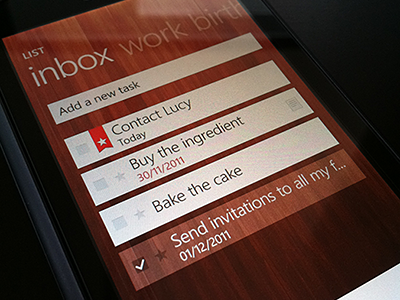 LIST
inbox work birth
Add a new task
Contact Lucy
Today
Buy the ingredient
30/11/2011
Bake the cake
Send invitations to all my f...
01/12/2011